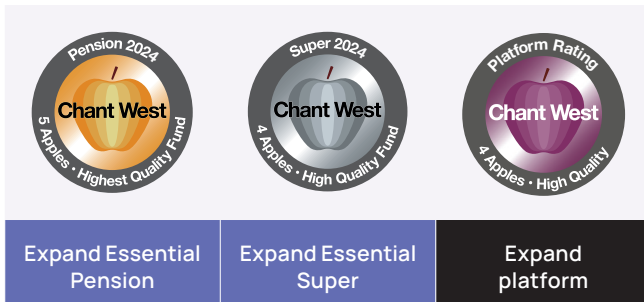 Pension 2024
Chant West
5 Apples • Highest Quality Fund
Super 2024
Chant West
4 Apples • High Quality Fund
Platform Rating
Chant West
4 Apples • High Quality
Expand Essential
Pension
Expand Essential
Super
Expand
platform